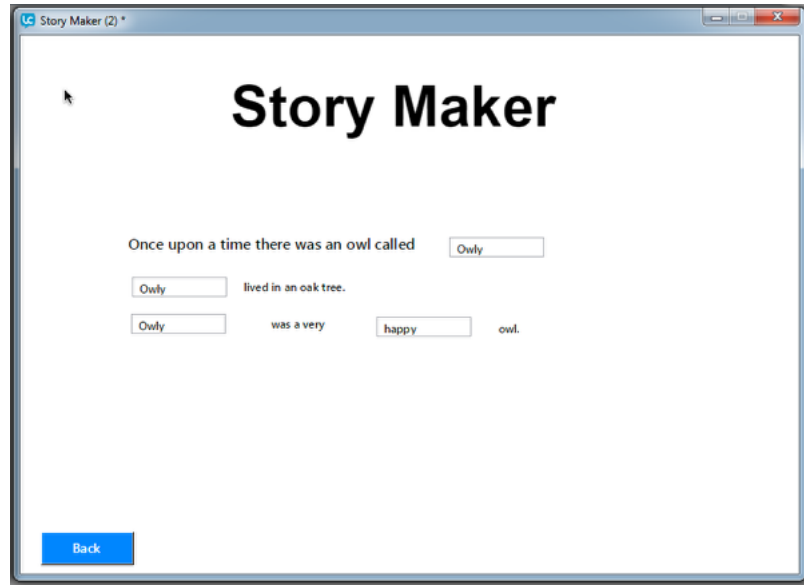 LC Story Maker (2) *
Story Maker
Once upon a time there was an owl called Owly
Owly lived in an oak tree.
Owly was a very happy owl.
Back